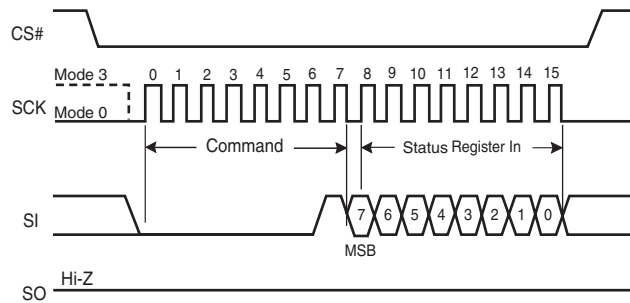 CS#
Mode 3
0 1 2 3 4 5 6 7 8 9 10 11 12 13 14 15
SCK
Mode 0
Command
Status Register In
SI
7 6 5 4 3 2 1 0
MSB
Hi-Z
SO